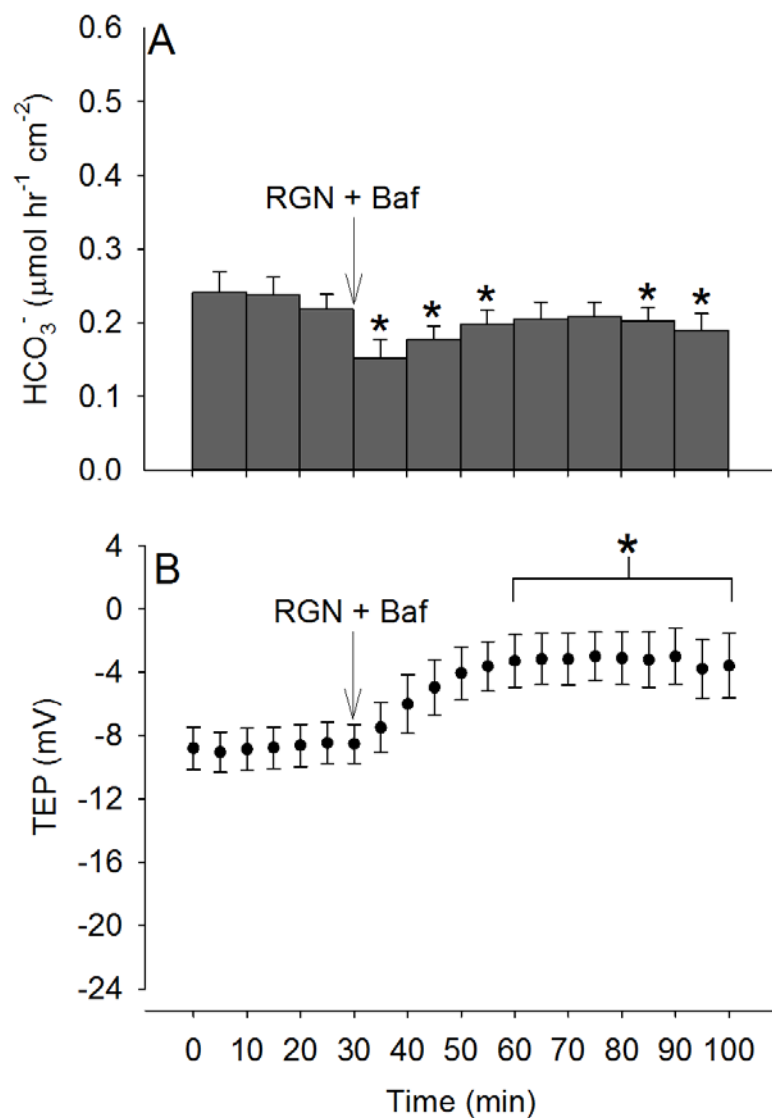 A
HCO₃⁻ (μmol hr⁻¹ cm⁻²)
0.6
0.5
0.4
0.3
0.2
0.1
0.0
RGN + Baf
* * * * *
B
TEP (mV)
4
0
-4
-8
-12
-16
-20
-24
RGN + Baf
*
0 10 20 30 40 50 60 70 80 90 100
Time (min)